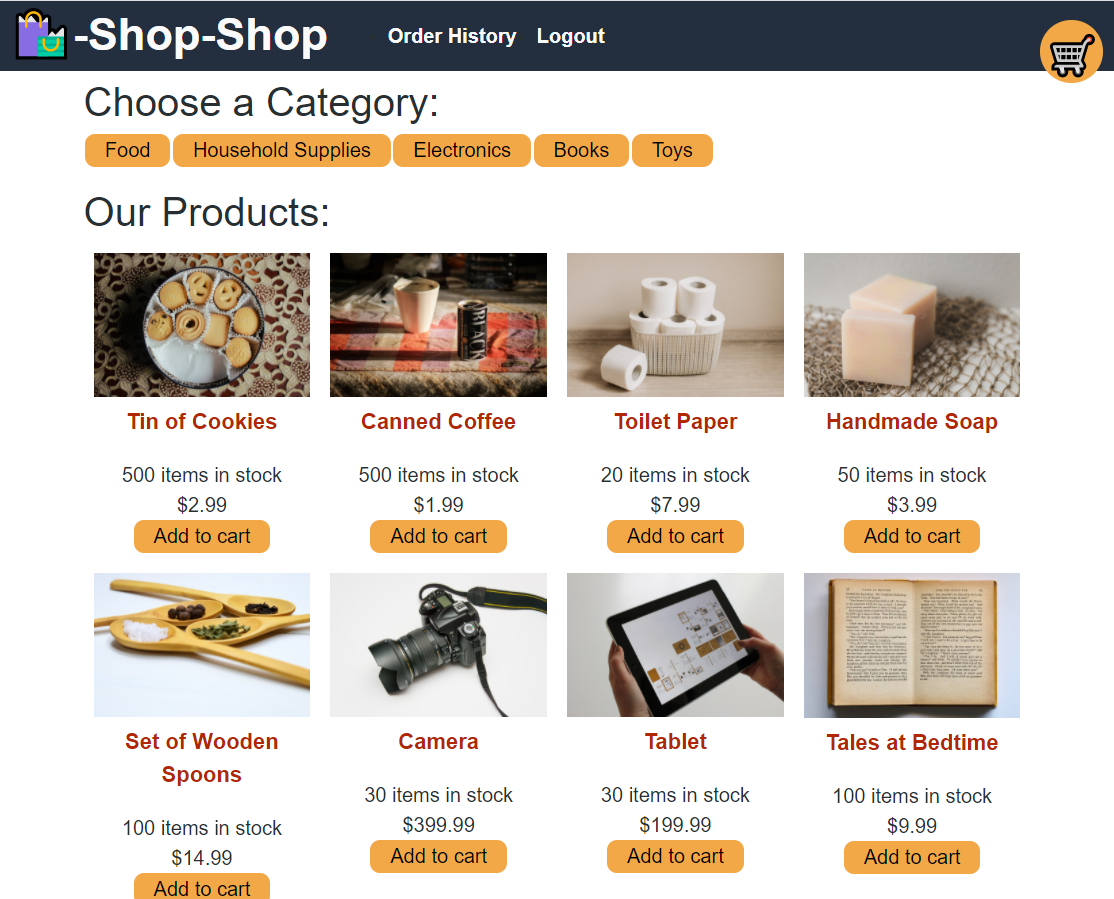 -Shop-Shop
Order History Logout
Choose a Category:
Food Household Supplies Electronics Books Toys
Our Products:
BLACK
Tin of Cookies
500 items in stock
$2.99
Add to cart
Canned Coffee
500 items in stock
$1.99
Add to cart
Toilet Paper
20 items in stock
$7.99
Add to cart
Handmade Soap
50 items in stock
$3.99
Add to cart
Set of Wooden
Spoons
100 items in stock
$14.99
Add to cart
Camera
30 items in stock
$399.99
Add to cart
Tablet
30 items in stock
$199.99
Add to cart
Tales at Bedtime
100 items in stock
$9.99
Add to cart